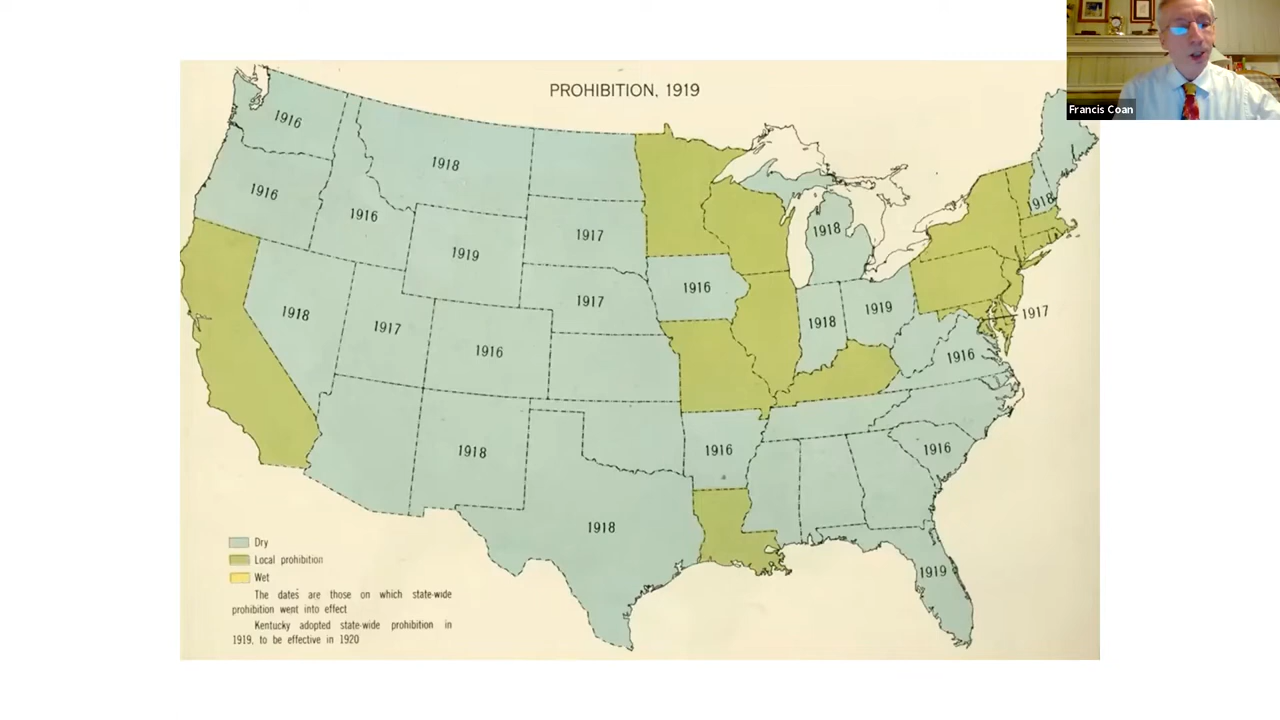 Francis Coan
PROHIBITION, 1919
1916
1918
1916
1916
1918
1917
1918
1919
1916
1917
1918
1919
1918
1917
1917
1916
1916
1918
1916
1916
1918
1919
Dry
Local prohibition
Wet
The dates are those on which state-wide
prohibition went into effect
Kentucky adopted state-wide prohibition in
1919, to be effective in 1920